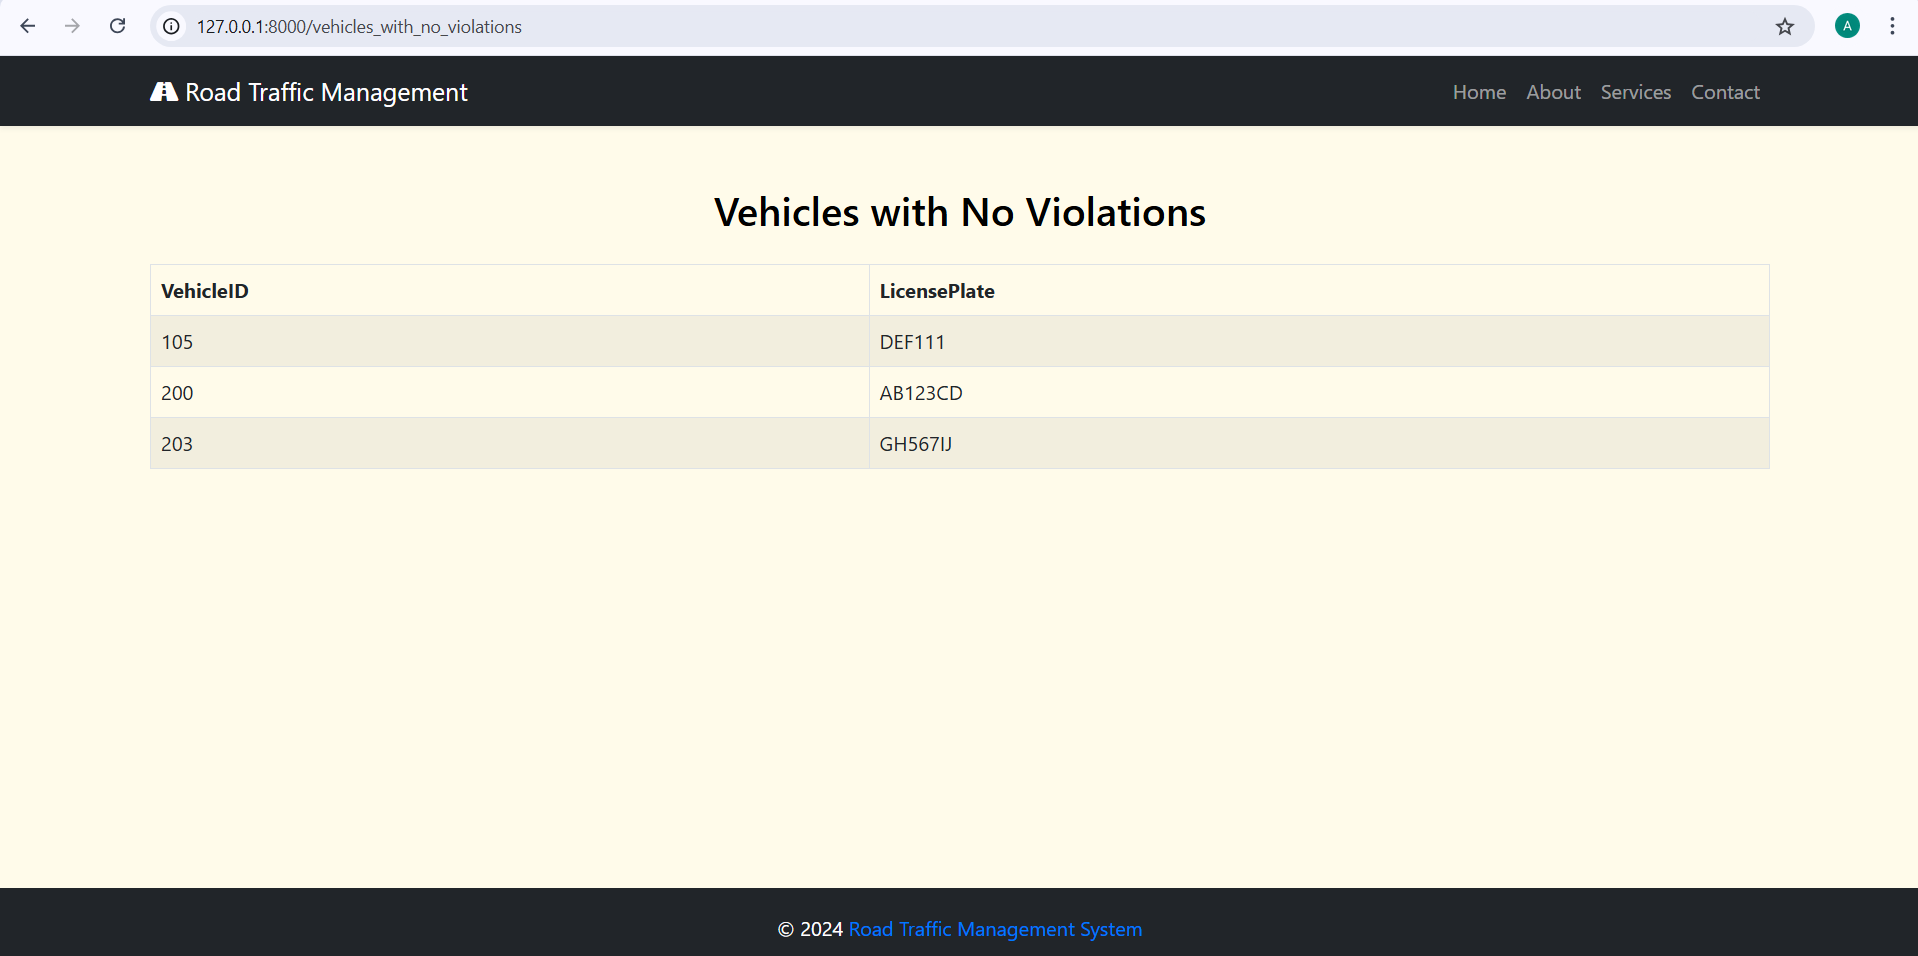 127.0.0.1:8000/vehicles_with_no_violations
A
Road Traffic Management
Home About Services Contact
Vehicles with No Violations
VehicleID LicensePlate
105 DEF111
200 AB123CD
203 GH567IJ
© 2024 Road Traffic Management System